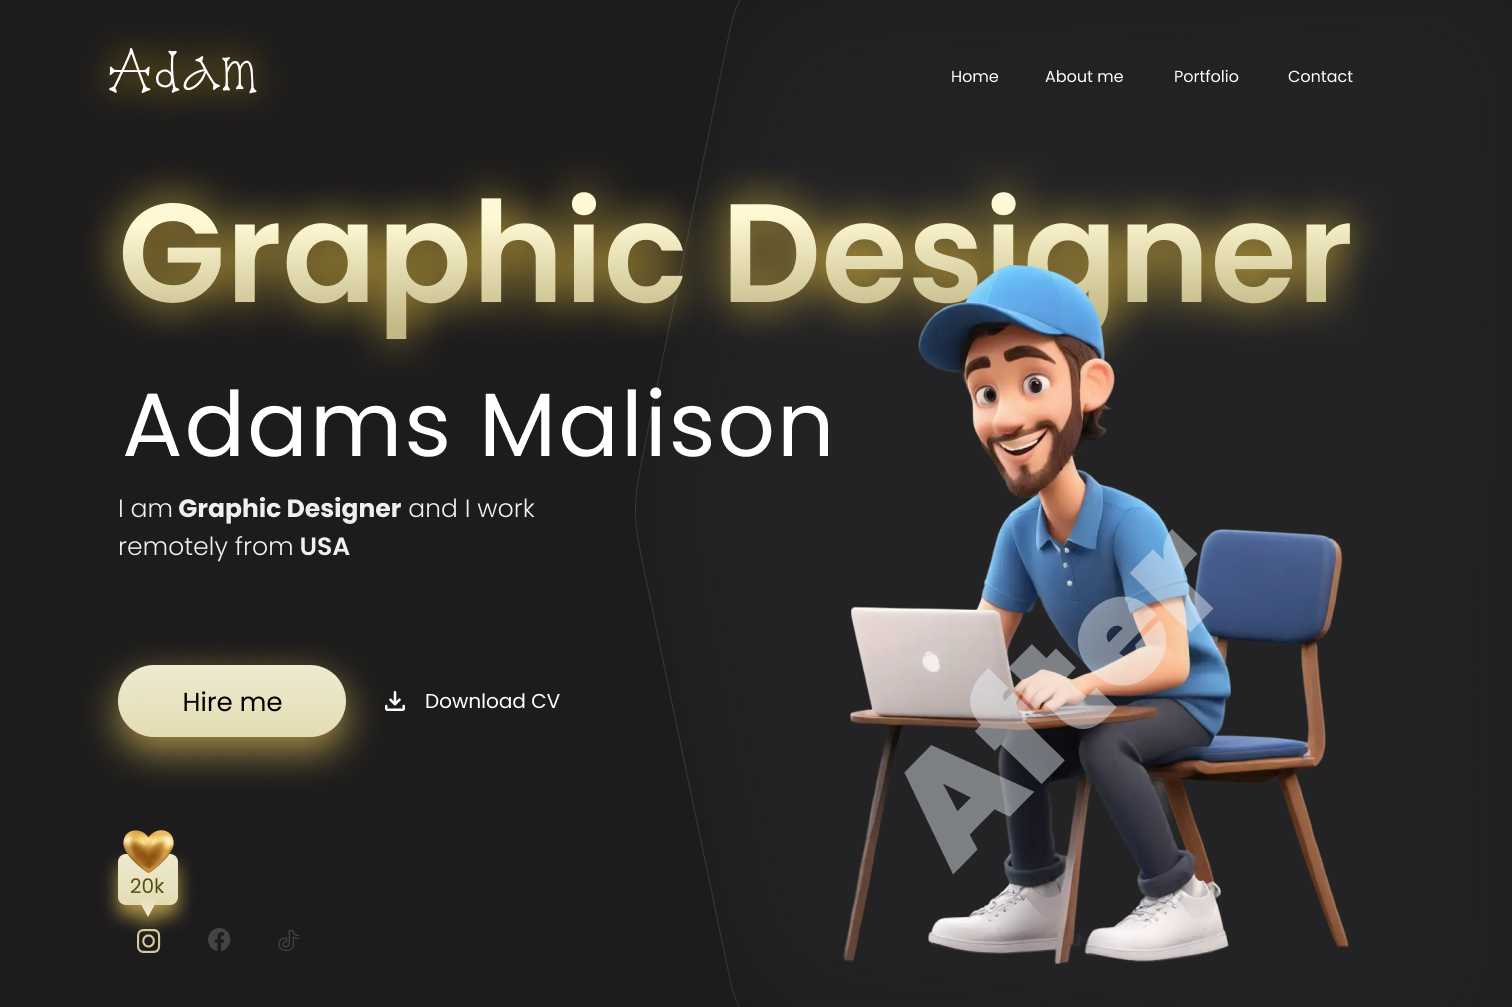 Adam
Home About me Portfolio Contact
Graphic Designer
Adams Malison
I am Graphic Designer and I work
remotely from USA
After
Hire me
Download CV
20k